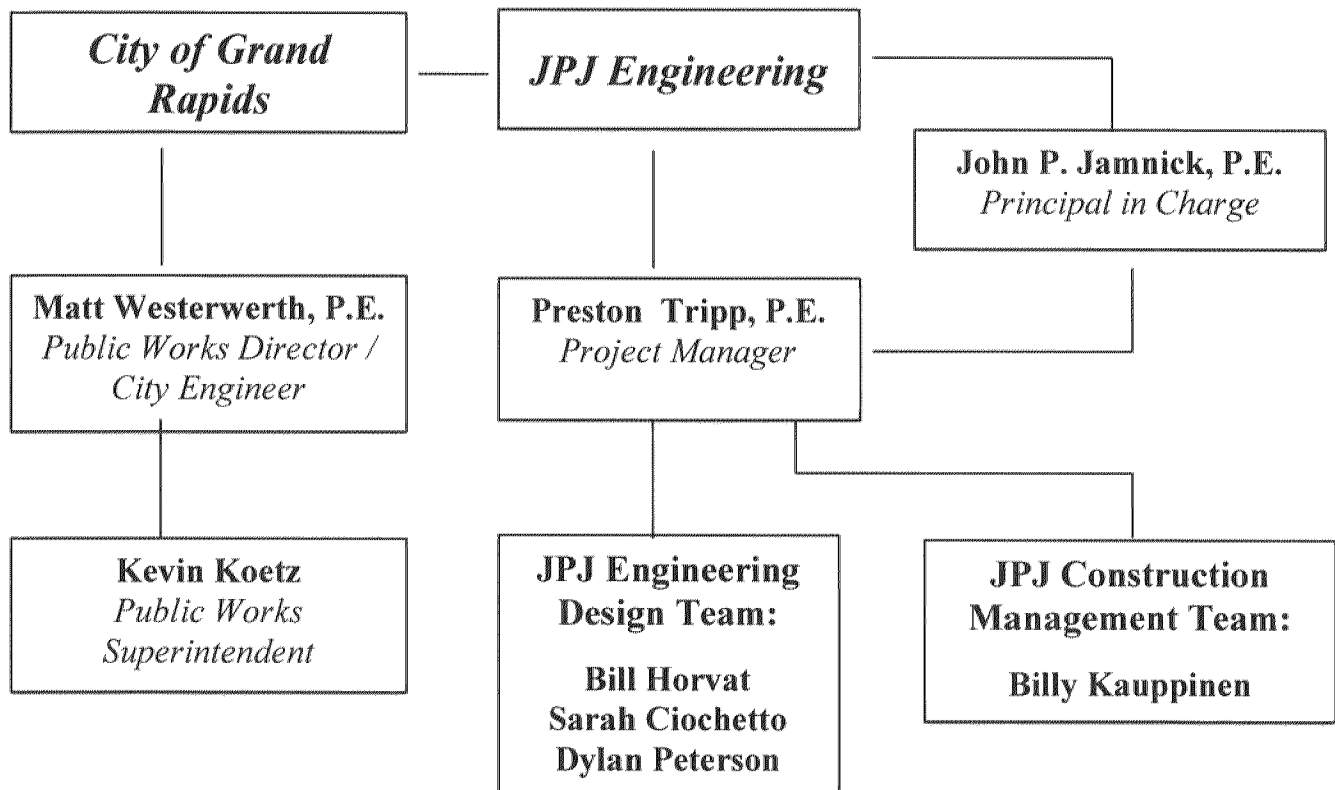 City of Grand
Rapids
JPJ Engineering
John P. Jamnick, P.E.
Principal in Charge
Matt Westerwerth, P.E.
Public Works Director /
City Engineer
Preston Tripp, P.E.
Project Manager
Kevin Koetz
Public Works
Superintendent
JPJ Engineering
Design Team:
Bill Horvat
Sarah Ciochetto
Dylan Peterson
JPJ Construction
Management Team:
Billy Kauppinen